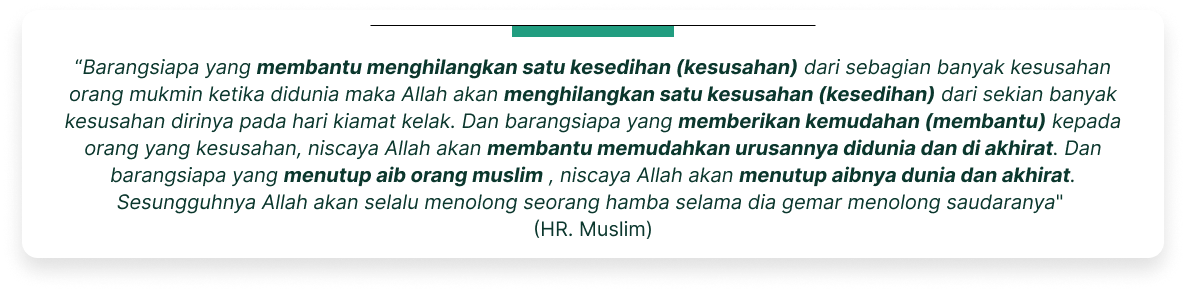 “Barangsiapa yang membantu menghilangkan satu kesedihan (kesusahan) dari sebagian banyak kesusahan
orang mukmin ketika didunia maka Allah akan menghilangkan satu kesusahan (kesedihan) dari sekian banyak
kesusahan dirinya pada hari kiamat kelak. Dan barangsiapa yang memberikan kemudahan (membantu) kepada
orang yang kesusahan, niscaya Allah akan membantu memudahkan urusannya didunia dan di akhirat. Dan
barangsiapa yang menutup aib orang muslim , niscaya Allah akan menutup aibnya dunia dan akhirat.
Sesungguhnya Allah akan selalu menolong seorang hamba selama dia gemar menolong saudaranya"
(HR. Muslim)